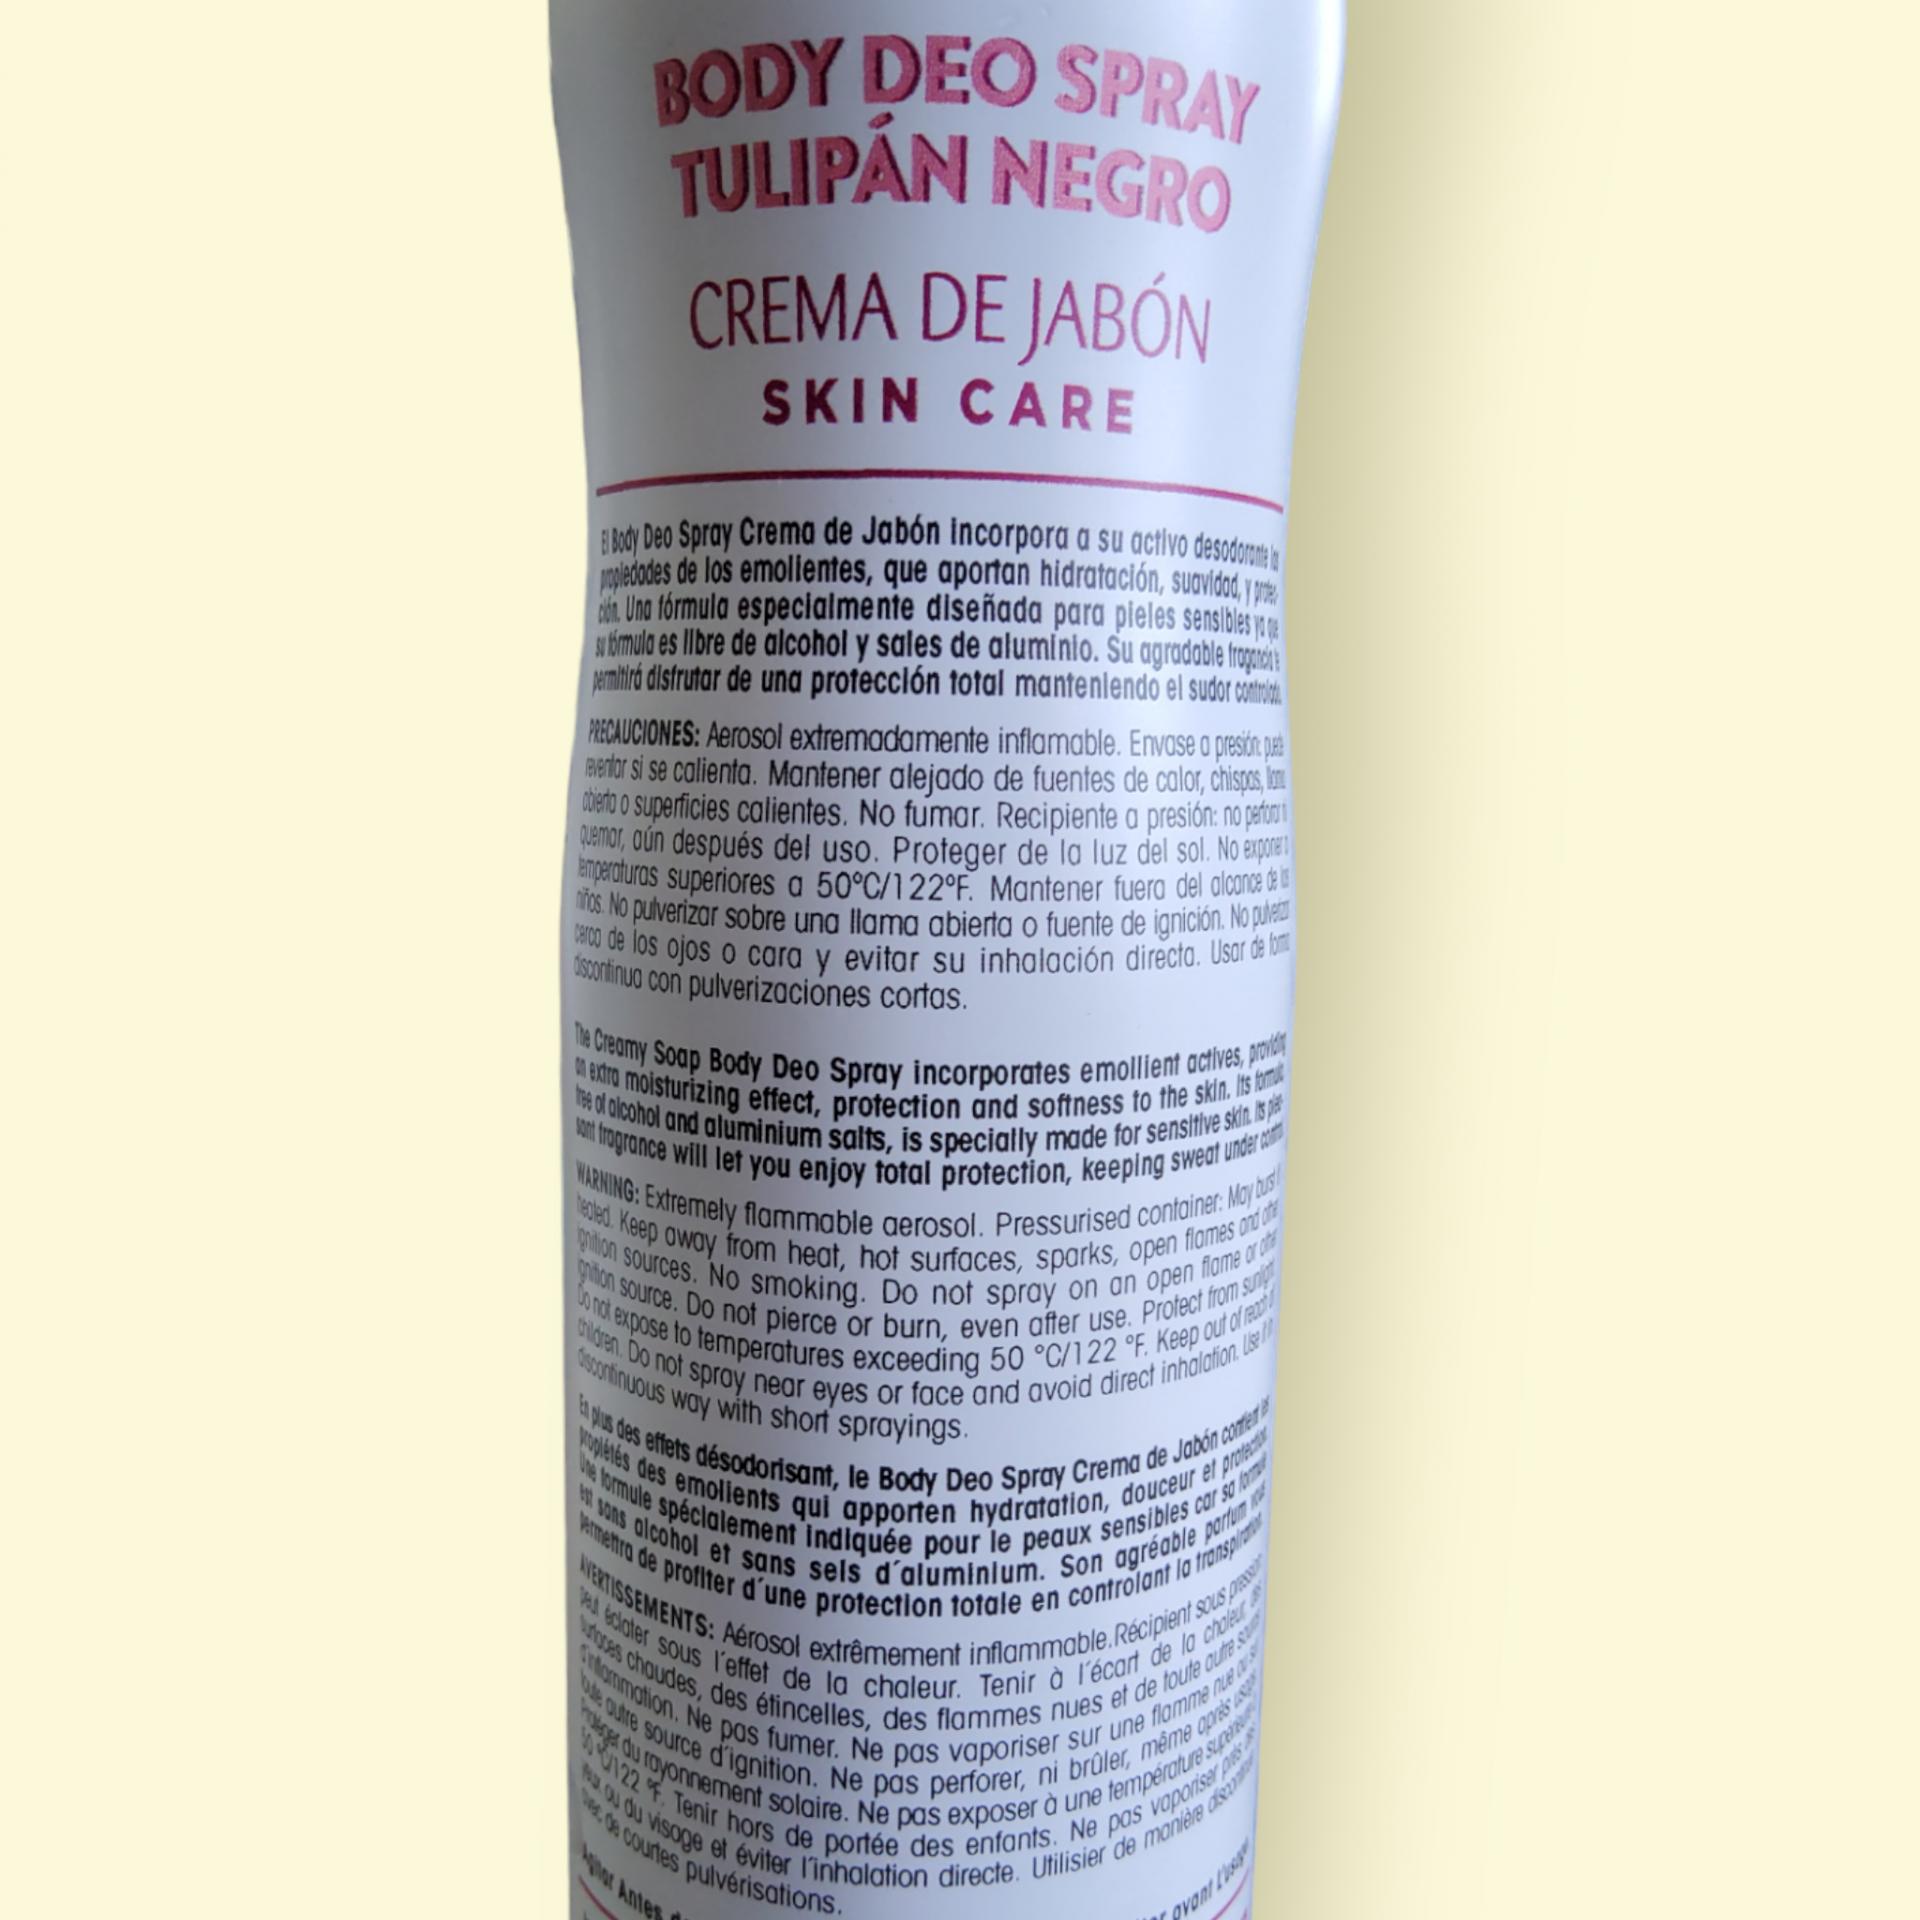 BODY DEO SPRAY
TULIPÁN NEGRO
CREMA DE JABÓN
SKIN CARE
El Body Deo Spray Crema de Jabón incorpora a su activo desodorante las
propiedades de los emolientes, que aportan hidratación, suavidad, y protec-
ción. Una fórmula especialmente diseñada para pieles sensibles ya que
su fórmula es libre de alcohol y sales de aluminio. Su agradable fragancia le
permitirá disfrutar de una protección total manteniendo el sudor controlado.
PRECAUCIONES: Aerosol extremadamente inflamable. Envase a presión: puede
reventar si se calienta. Mantener alejado de fuentes de calor, chispas, llama
abierta o superficies calientes. No fumar. Recipiente a presión: no perforar ni
quemar, aún después del uso. Proteger de la luz del sol. No exponer a
temperaturas superiores a 50°C/122°F. Mantener fuera del alcance de los
niños. No pulverizar sobre una llama abierta o fuente de ignición. No pulverizar
cerca de los ojos o cara y evitar su inhalación directa. Usar de forma
discontinua con pulverizaciones cortas.
The Creamy Soap Body Deo Spray incorporates emollient actives, providing
an extra moisturizing effect, protection and softness to the skin. Its formula,
free of alcohol and aluminium salts, is specially made for sensitive skin. Its plea-
sant fragrance will let you enjoy total protection, keeping sweat under control.
WARNING: Extremely flammable aerosol. Pressurised container: May burst if
heated. Keep away from heat, hot surfaces, sparks, open flames and other
ignition sources. No smoking. Do not spray on an open flame or other
ignition source. Do not pierce or burn, even after use. Protect from sunlight.
Do not expose to temperatures exceeding 50 °C/122 °F. Keep out of reach of
children. Do not spray near eyes or face and avoid direct inhalation. Use it in
discontinuous way with short sprayings.
En plus des effets désodorisant, le Body Deo Spray Crema de Jabón contient les
propiétés des emolients qui apporten hydratation, douceur et protection.
Une formule spécialement indiquée pour le peaux sensibles car sa formule
est sans alcohol et sans sels d´aluminium. Son agréable parfum vous
permettra de profiter d´une protection totale en controlant la transpiration.
AVERTISSEMENTS: Aérosol extrêmement inflammable.Récipient sous pression
peut éclater sous l´effet de la chaleur. Tenir à l´écart de la chaleur, des
surfaces chaudes, des étincelles, des flammes nues et de toute autre source
d'inflammation. Ne pas fumer. Ne pas vaporiser sur une flamme nue ou sur
toute autre source d'ignition. Ne pas perforer, ni brûler, même après usage.
Protéger du rayonnement solaire. Ne pas exposer à une température supérieure
50 °C/122 °F. Tenir hors de portée des enfants. Ne pas vaporiser près des
yeux ou du visage et éviter l'inhalation directe. Utilisier de manière discontinue
avec de courtes pulvérisations.
Agitar Antes avant L'usage